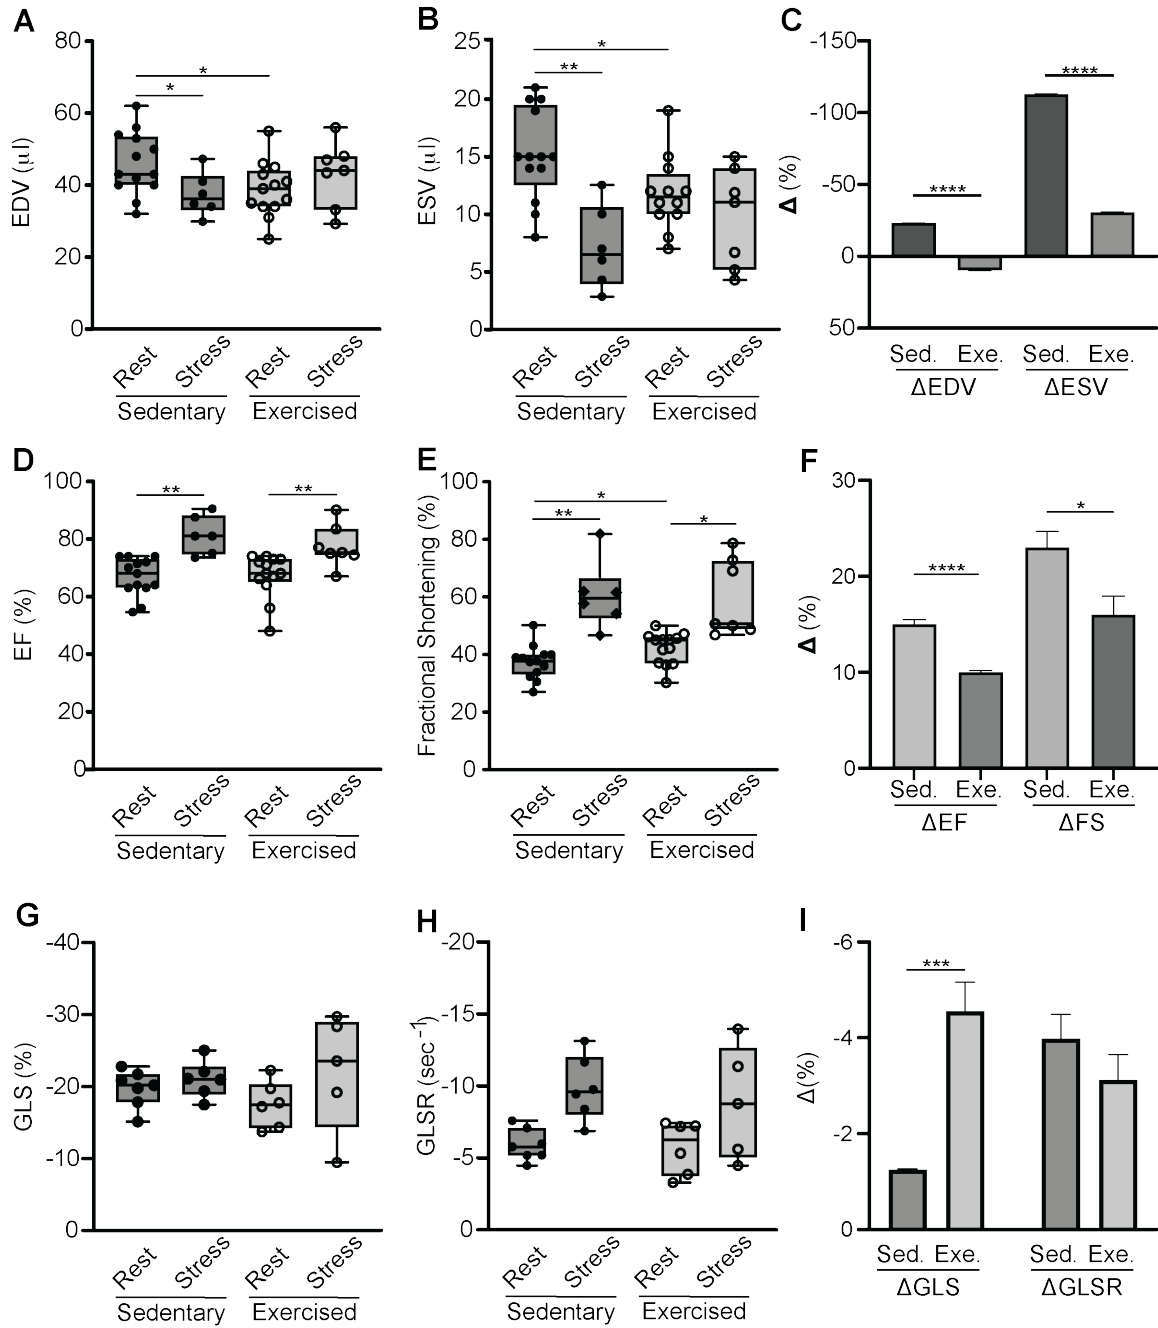 A
EDV (μl)
80
60
40
20
0
*
*
Rest
Stress
Rest
Stress
Sedentary
Exercised
B
ESV (μl)
25
20
15
10
5
0
*
**
Rest
Stress
Rest
Stress
Sedentary
Exercised
C
Δ (%)
-150
-100
-50
0
50
****
****
Sed.
Exe.
Sed.
Exe.
ΔEDV
ΔESV
D
EF (%)
100
80
60
40
20
0
**
**
Rest
Stress
Rest
Stress
Sedentary
Exercised
E
Fractional Shortening (%)
100
80
60
40
20
0
*
**
*
Rest
Stress
Rest
Stress
Sedentary
Exercised
F
Δ (%)
30
20
10
0
****
*
Sed.
Exe.
Sed.
Exe.
ΔEF
ΔFS
G
GLS (%)
-40
-30
-20
-10
0
Rest
Stress
Rest
Stress
Sedentary
Exercised
H
GLSR (sec⁻¹)
-20
-15
-10
-5
0
Rest
Stress
Rest
Stress
Sedentary
Exercised
I
Δ(%)
-6
-4
-2
0
***
Sed.
Exe.
Sed.
Exe.
ΔGLS
ΔGLSR